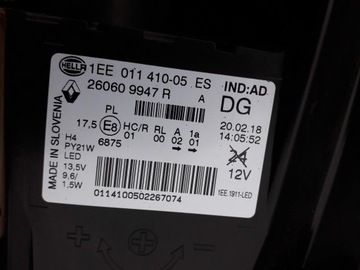 HELLA 1EE 011 410-05 ES IND:AD
26060 9947 R A DG
PL 20.02.18
17,5 E8 HC/R RL A 1a 14:05:52
01 00 02 01
H4 6875 24
PY21W 12V
LED
13,5V
9,6/
1,5W
1EE.1911-LED
MADE IN SLOVENIA
0114100502267074